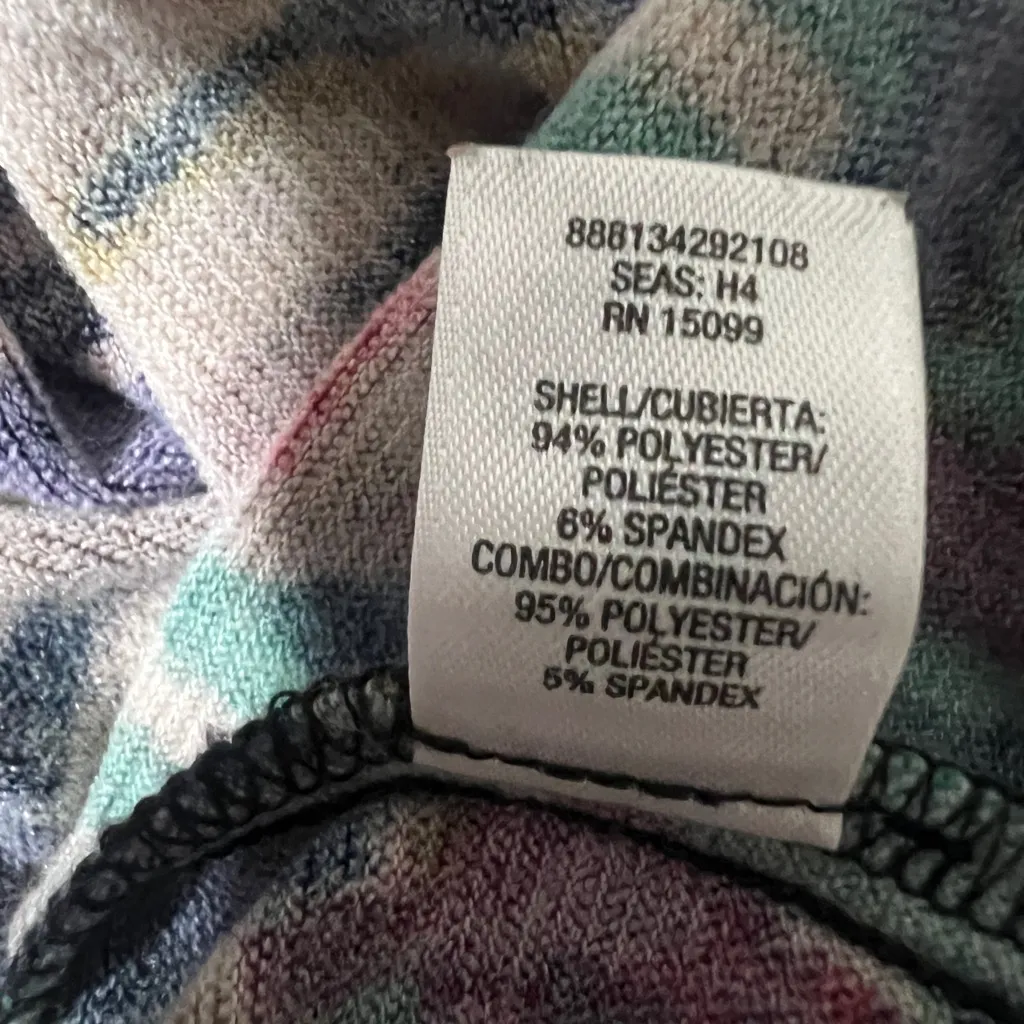 888134292108
SEAS: H4
RN 15099
SHELL/CUBIERTA:
94% POLYESTER/
POLIÉSTER
6% SPANDEX
COMBO/COMBINACIÓN:
95% POLYESTER/
POLIÉSTER
5% SPANDEX